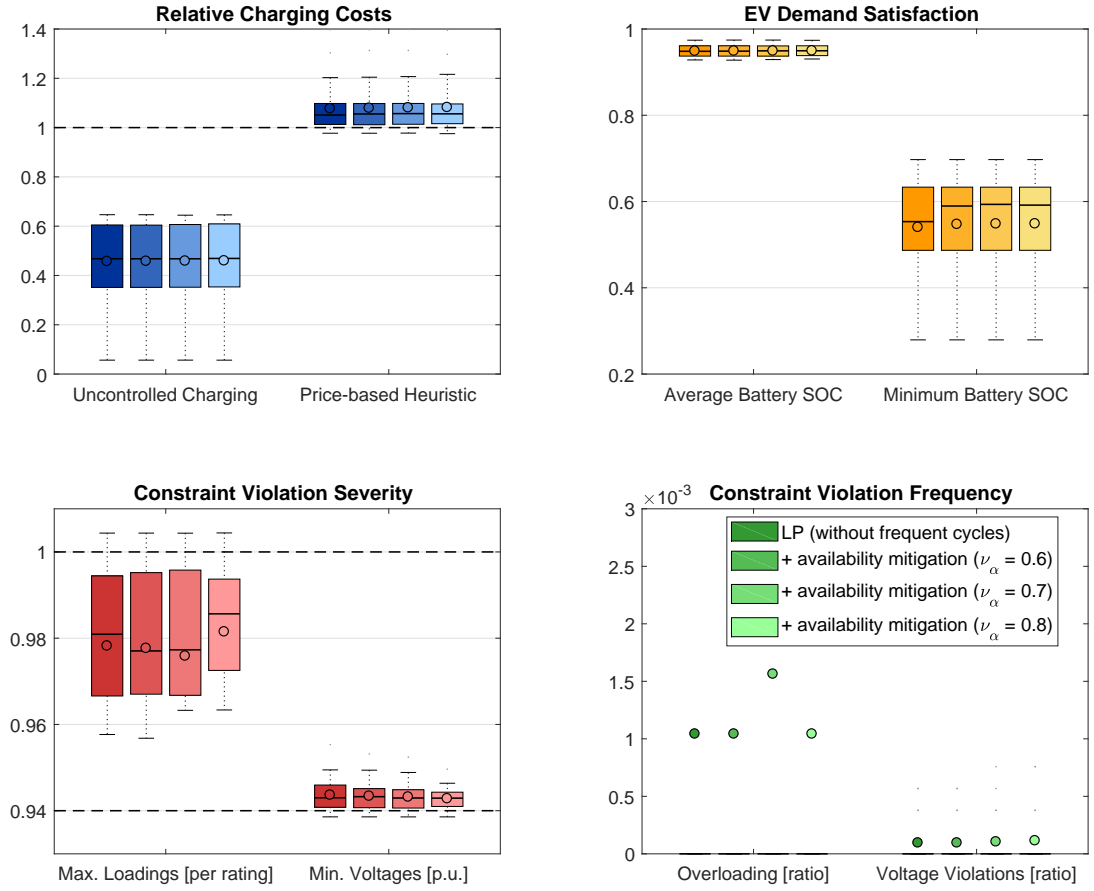 Relative Charging Costs
1.4
1.2
1
0.8
0.6
0.4
0.2
0
Uncontrolled Charging
Price-based Heuristic
EV Demand Satisfaction
1
0.8
0.6
0.4
0.2
Average Battery SOC
Minimum Battery SOC
Constraint Violation Severity
1
0.98
0.96
0.94
Max. Loadings [per rating]
Min. Voltages [p.u.]
×10⁻³
Constraint Violation Frequency
3
2.5
2
1.5
1
0.5
0
LP (without frequent cycles)
+ availability mitigation (ν_α = 0.6)
+ availability mitigation (ν_α = 0.7)
+ availability mitigation (ν_α = 0.8)
Overloading [ratio]
Voltage Violations [ratio]